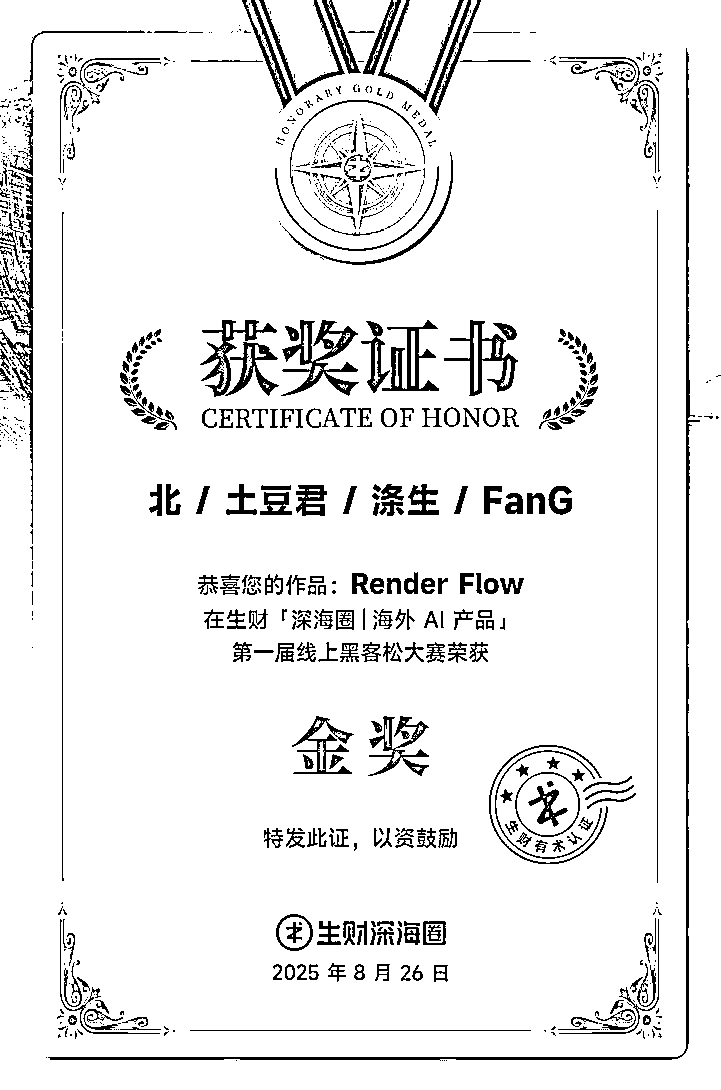 HONORARY GOLD MEDAL
获奖证书
CERTIFICATE OF HONOR
北 / 土豆君 / 涤生 / FanG
恭喜您的作品：Render Flow
在生财「深海圈 | 海外 AI 产品」
第一届线上黑客松大赛荣获
金奖
生财有术认证
特发此证，以资鼓励
生财深海圈
2025 年 8 月 26 日